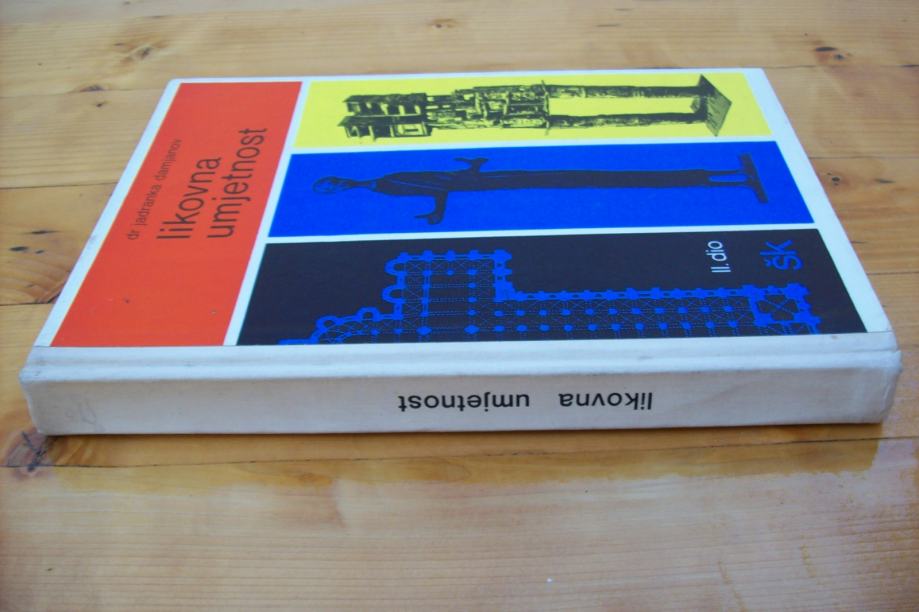 dr jadranka damjanov
likovna
umjetnost
II. dio
šk
likovna umjetnost